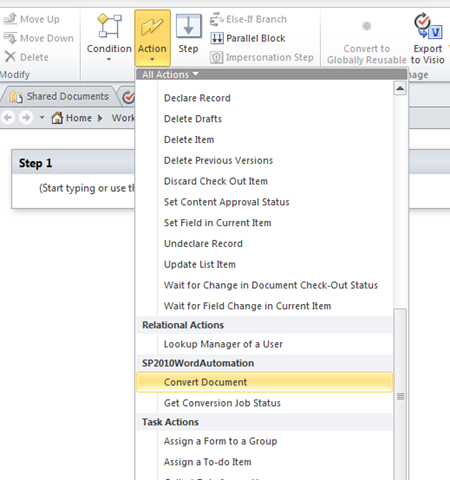 Move Up
Move Down
Delete
Modify
Condition
Action
Step
Else-If Branch
Parallel Block
Impersonation Step
Convert to
Globally Reusable
Export
to Visio
nage
All Actions
Shared Documents
Home
Work
Step 1
(Start typing or use th
Declare Record
Delete Drafts
Delete Item
Delete Previous Versions
Discard Check Out Item
Set Content Approval Status
Set Field in Current Item
Undeclare Record
Update List Item
Wait for Change in Document Check-Out Status
Wait for Field Change in Current Item
Relational Actions
Lookup Manager of a User
SP2010WordAutomation
Convert Document
Get Conversion Job Status
Task Actions
Assign a Form to a Group
Assign a To-do Item